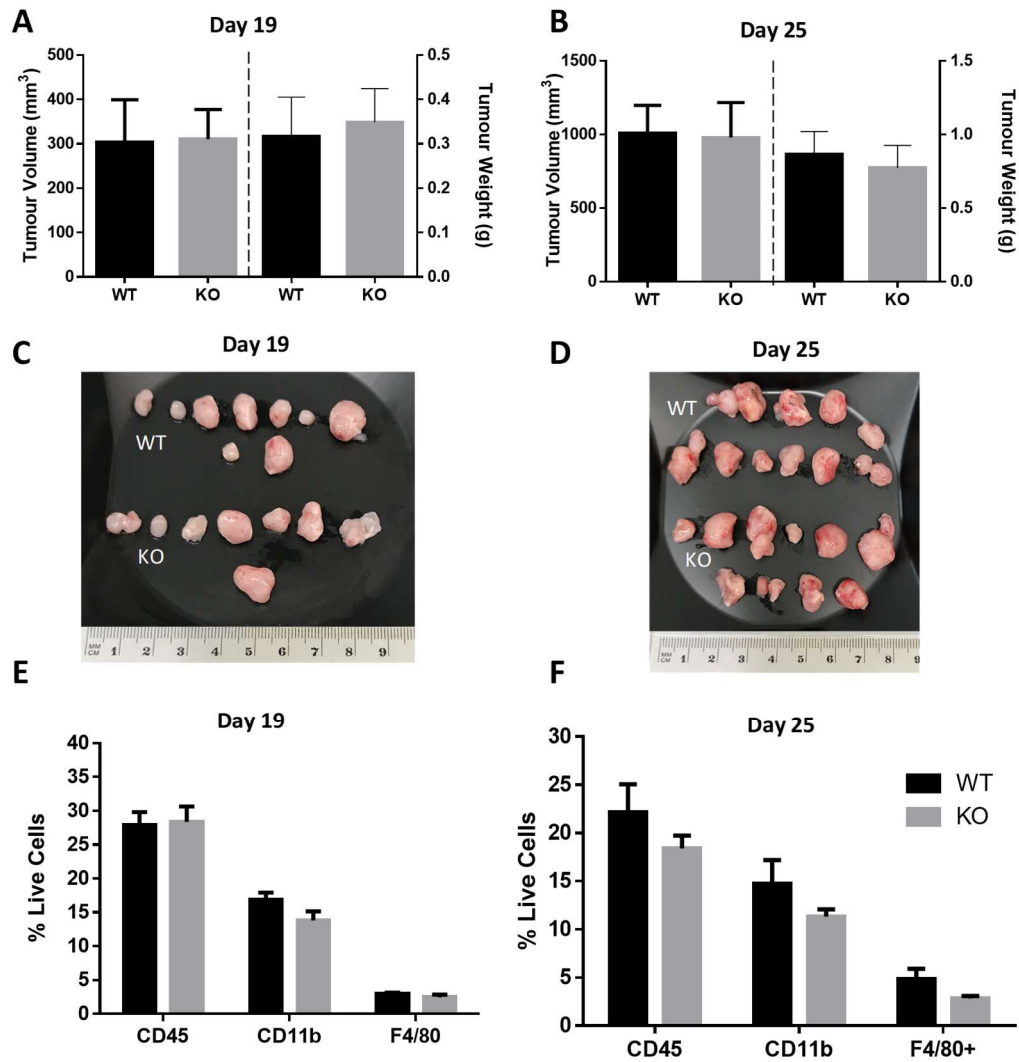 A
Day 19
Tumour Volume (mm³)
500
400
300
200
100
0
0.5
0.4
0.3
0.2
0.1
0.0
Tumour Weight (g)
WT
KO
WT
KO
B
Day 25
Tumour Volume (mm³)
1500
1000
500
0
1.5
1.0
0.5
0.0
Tumour Weight (g)
WT
KO
WT
KO
C
Day 19
WT
KO
MM
CM
1 2 3 4 5 6 7 8 9
D
Day 25
WT
KO
MM
CM
1 2 3 4 5 6 7 8 9
E
Day 19
% Live Cells
40
35
30
25
20
15
10
5
0
CD45
CD11b
F4/80
F
Day 25
% Live Cells
30
25
20
15
10
5
0
WT
KO
CD45
CD11b
F4/80+